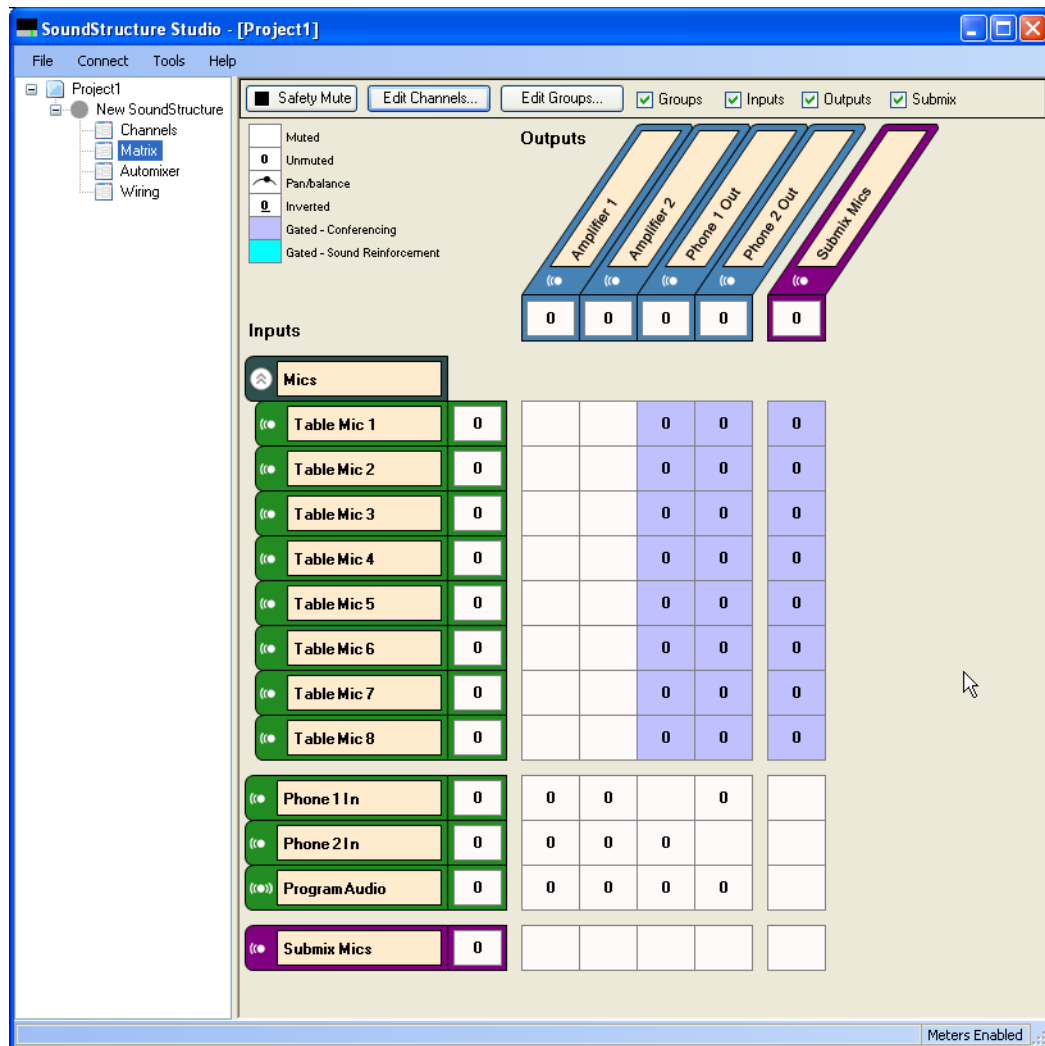 SoundStructure Studio - [Project1]
File Connect Tools Help
Project1
New SoundStructure
Channels
Matrix
Automixer
Wiring
Safety Mute Edit Channels... Edit Groups... Groups Inputs Outputs Submix
Muted
0 Unmuted
Pan/balance
0 Inverted
Gated - Conferencing
Gated - Sound Reinforcement
Outputs
Amplifier 1
Amplifier 2
Phone 1 Out
Phone 2 Out
Submix Mics
0 0 0 0 0
Inputs
Mics
Table Mic 1 0 0 0 0
Table Mic 2 0 0 0 0
Table Mic 3 0 0 0 0
Table Mic 4 0 0 0 0
Table Mic 5 0 0 0 0
Table Mic 6 0 0 0 0
Table Mic 7 0 0 0 0
Table Mic 8 0 0 0 0
Phone 1 In 0 0 0 0
Phone 2 In 0 0 0 0
Program Audio 0 0 0 0 0
Submix Mics 0
Meters Enabled